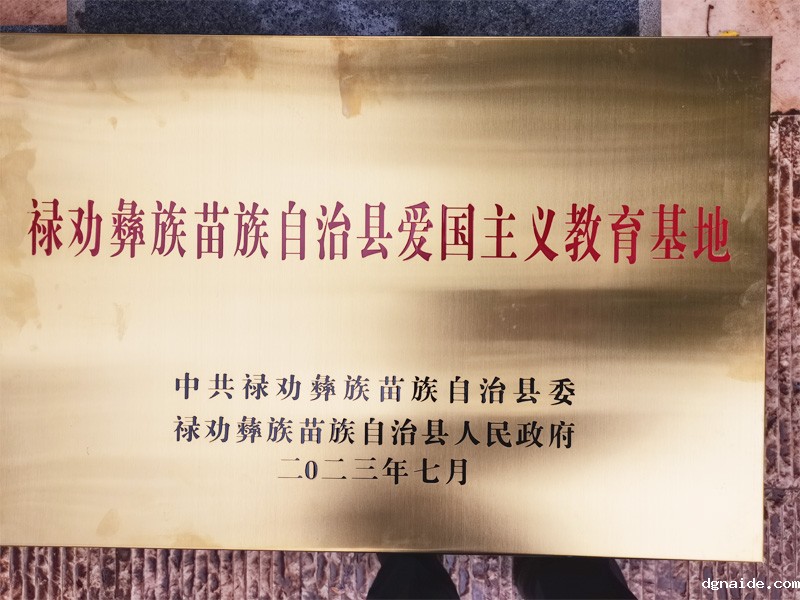 禄劝彝族苗族自治县爱国主义教育基地
中共禄劝彝族苗族自治县委
禄劝彝族苗族自治县人民政府
二0二三年七月
dgnaide.com